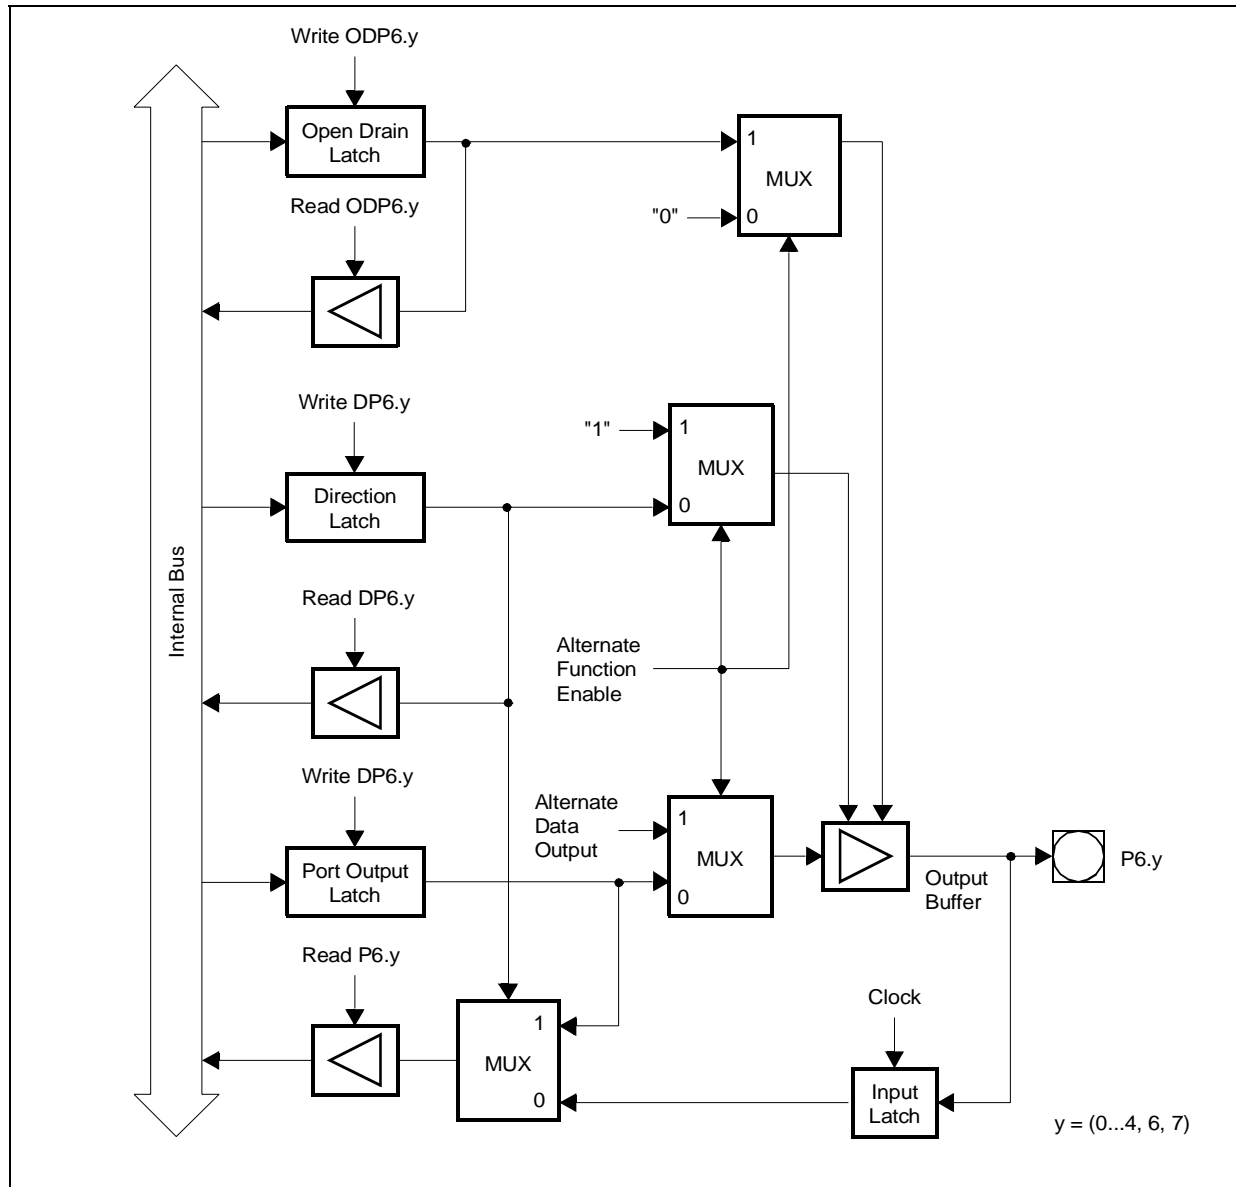 Write ODP6.y
Open Drain
Latch
1
MUX
"0"
0
Read ODP6.y
Write DP6.y
"1"
1
MUX
Direction
Latch
0
Internal Bus
Read DP6.y
Alternate
Function
Enable
Write DP6.y
Alternate
Data
Output
1
MUX
0
Port Output
Latch
Output
Buffer
P6.y
Read P6.y
Clock
1
MUX
0
Input
Latch
y = (0...4, 6, 7)